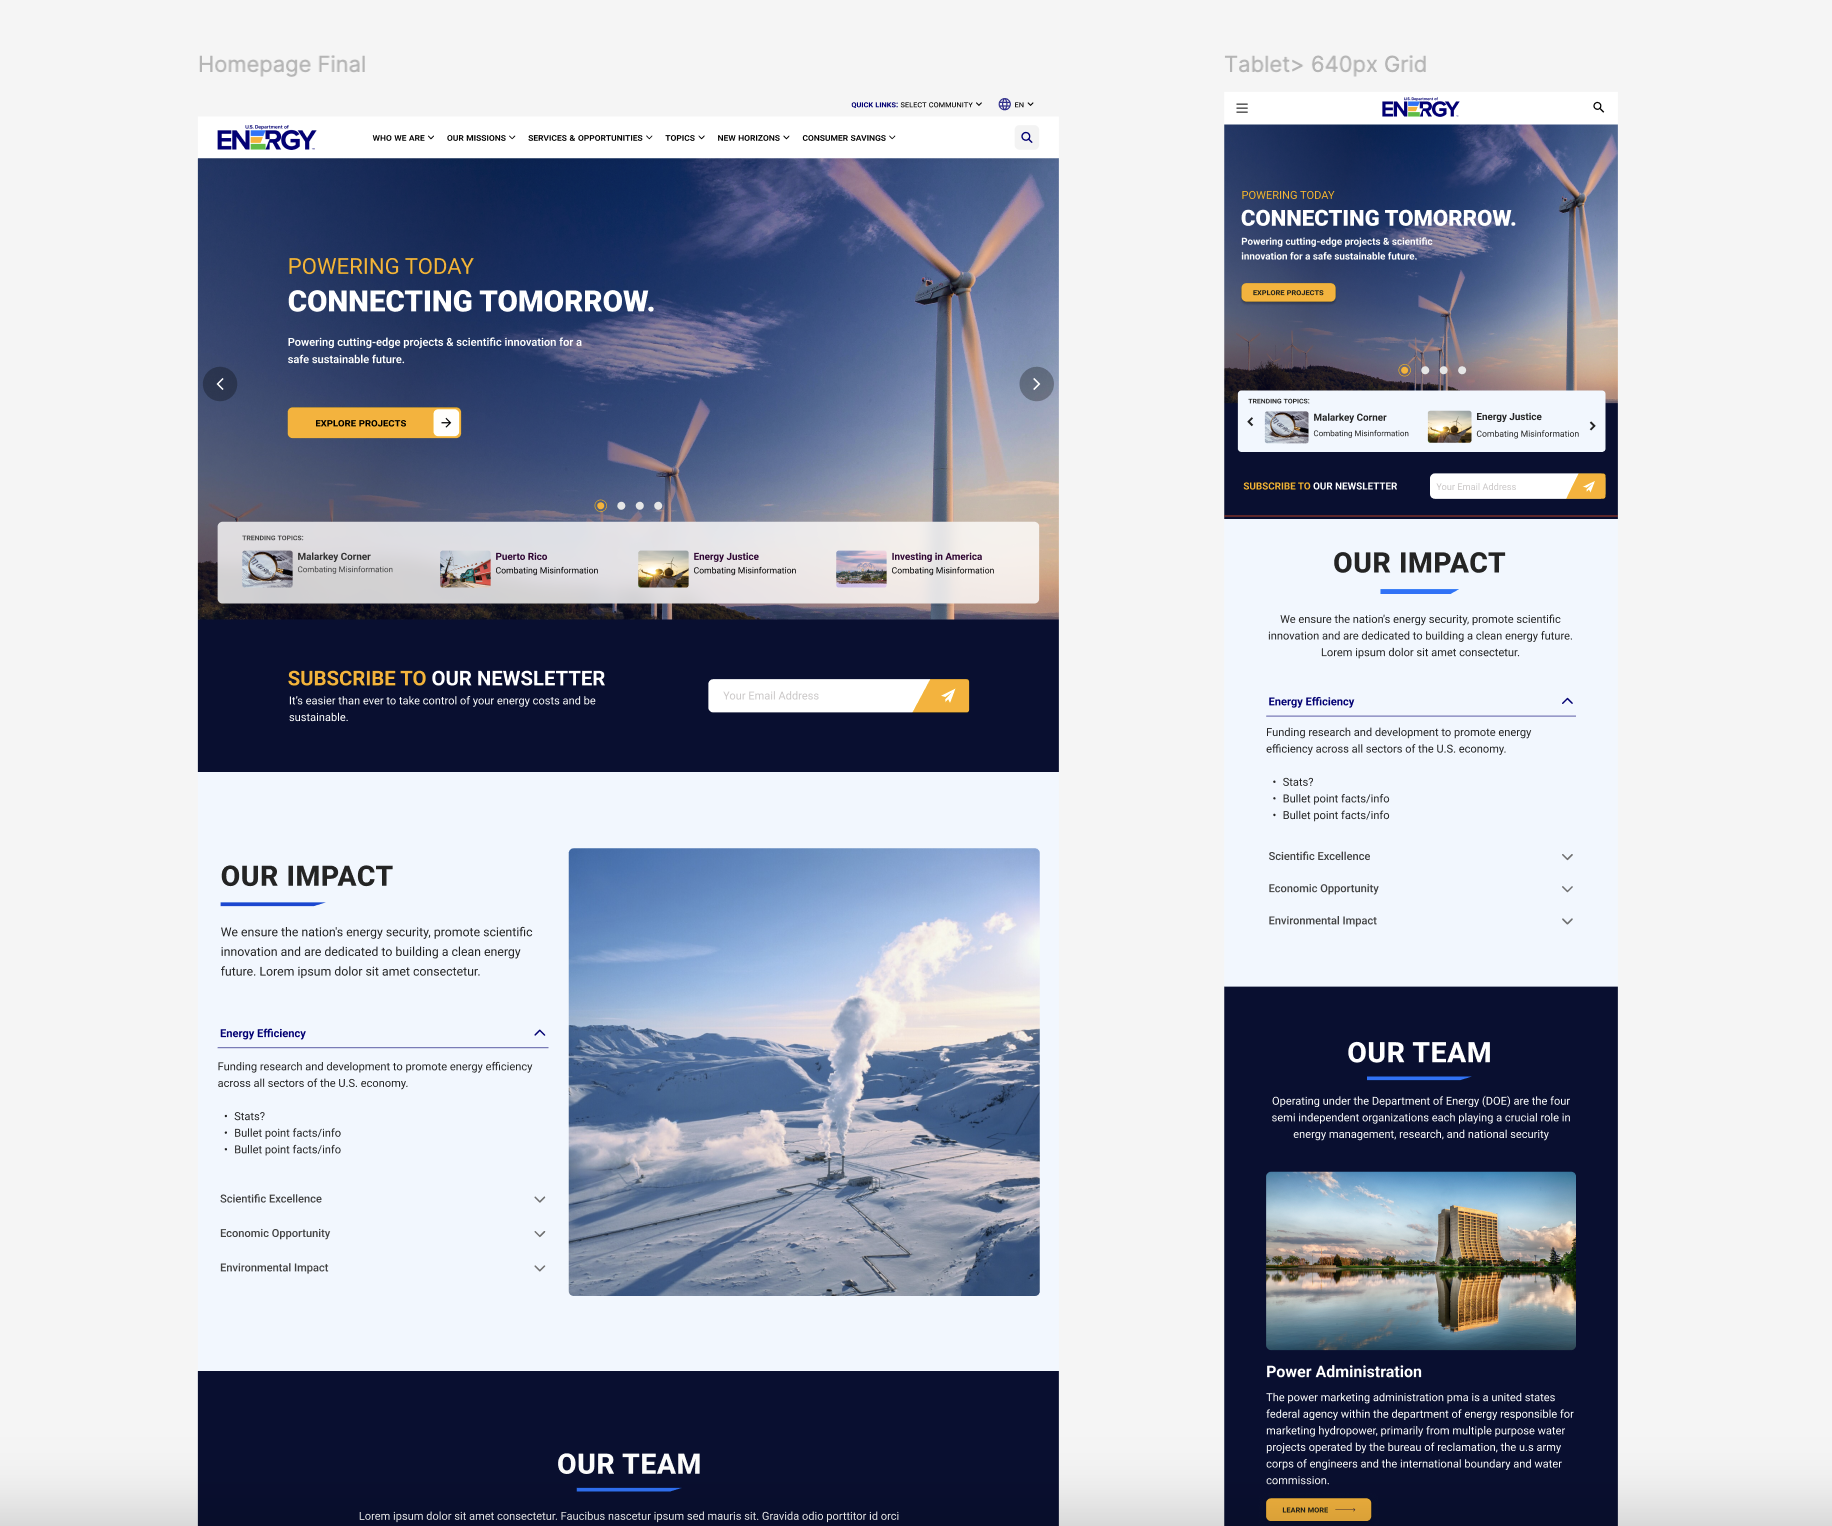 Homepage Final
QUICK LINKS: SELECT COMMUNITY
EN
U.S. Department of
ENERGY
WHO WE ARE
OUR MISSIONS
SERVICES & OPPORTUNITIES
TOPICS
NEW HORIZONS
CONSUMER SAVINGS
POWERING TODAY
CONNECTING TOMORROW.
Powering cutting-edge projects & scientific innovation for a
safe sustainable future.
EXPLORE PROJECTS
TRENDING TOPICS:
Malarkey Corner
Combating Misinformation
Puerto Rico
Combating Misinformation
Energy Justice
Combating Misinformation
Investing in America
Combating Misinformation
SUBSCRIBE TO OUR NEWSLETTER
It's easier than ever to take control of your energy costs and be
sustainable.
Your Email Address
OUR IMPACT
We ensure the nation's energy security, promote scientific
innovation and are dedicated to building a clean energy
future. Lorem ipsum dolor sit amet consectetur.
Energy Efficiency
Funding research and development to promote energy efficiency
across all sectors of the U.S. economy.
• Stats?
• Bullet point facts/info
• Bullet point facts/info
Scientific Excellence
Economic Opportunity
Environmental Impact
OUR TEAM
Lorem ipsum dolor sit amet consectetur. Faucibus nascetur ipsum sed mauris sit. Gravida odio porttitor id orci
Tablet> 640px Grid
U.S. Department of
ENERGY
POWERING TODAY
CONNECTING TOMORROW.
Powering cutting-edge projects & scientific
innovation for a safe sustainable future.
EXPLORE PROJECTS
TRENDING TOPICS:
Malarkey Corner
Combating Misinformation
Energy Justice
Combating Misinformation
SUBSCRIBE TO OUR NEWSLETTER
Your Email Address
OUR IMPACT
We ensure the nation's energy security, promote scientific
innovation and are dedicated to building a clean energy future.
Lorem ipsum dolor sit amet consectetur.
Energy Efficiency
Funding research and development to promote energy
efficiency across all sectors of the U.S. economy.
• Stats?
• Bullet point facts/info
• Bullet point facts/info
Scientific Excellence
Economic Opportunity
Environmental Impact
OUR TEAM
Operating under the Department of Energy (DOE) are the four
semi independent organizations each playing a crucial role in
energy management, research, and national security
Power Administration
The power marketing administration pma is a united states
federal agency within the department of energy responsible for
marketing hydropower, primarily from multiple purpose water
projects operated by the bureau of reclamation, the u.s army
corps of engineers and the international boundary and water
commission.
LEARN MORE